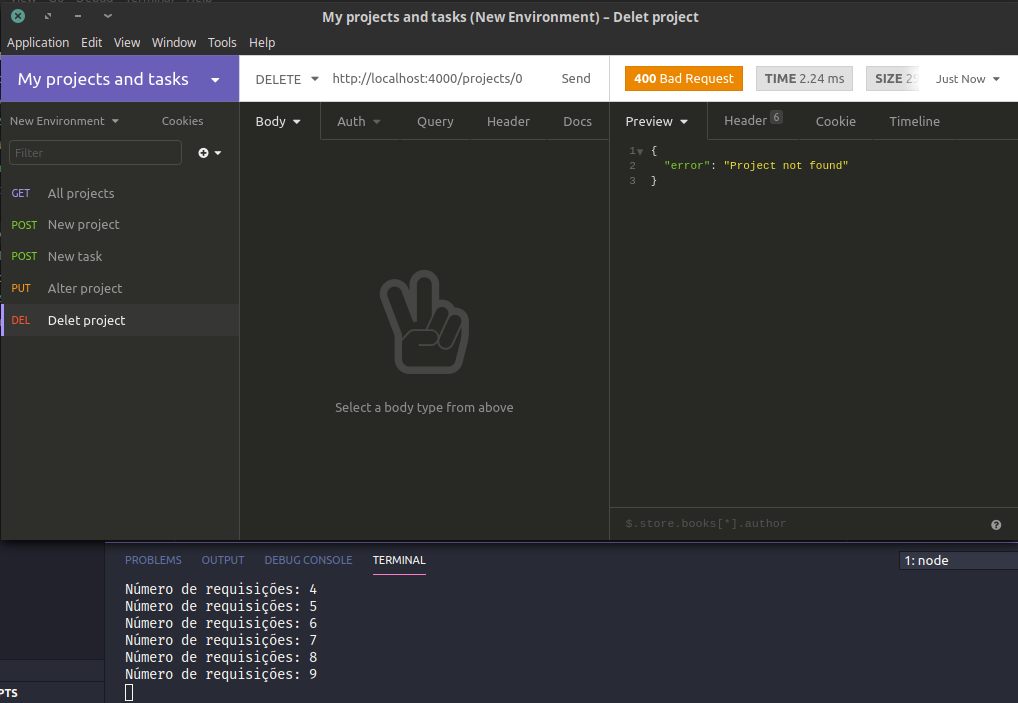 My projects and tasks (New Environment) – Delet project
Application Edit View Window Tools Help
My projects and tasks
DELETE http://localhost:4000/projects/0 Send
400 Bad Request TIME 2.24 ms SIZE Just Now
New Environment Cookies
Body Auth Query Header Docs
Preview Header 6 Cookie Timeline
Filter
GET All projects
POST New project
POST New task
PUT Alter project
DEL Delet project
Select a body type from above
1 {
2 "error": "Project not found"
3 }
$.store.books[*].author
PROBLEMS OUTPUT DEBUG CONSOLE TERMINAL 1: node
Número de requisições: 4
Número de requisições: 5
Número de requisições: 6
Número de requisições: 7
Número de requisições: 8
Número de requisições: 9
PTS